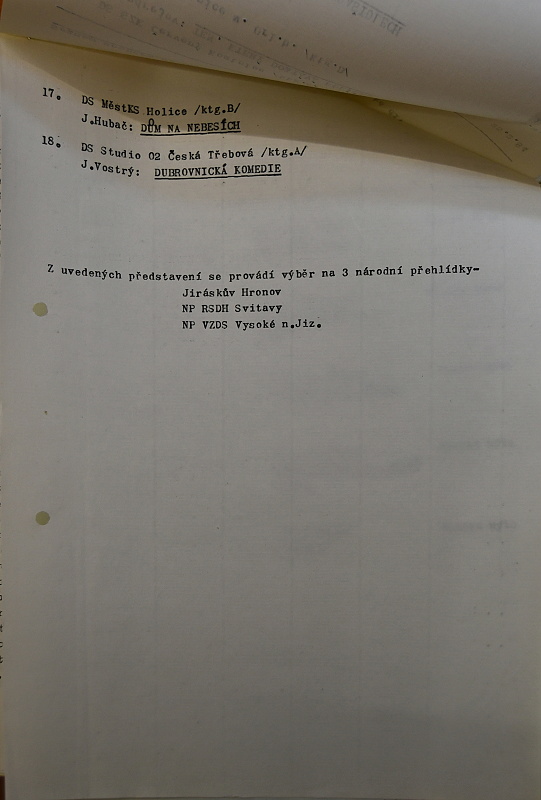 17. DS MěstKS Holice /ktg.B/
J.Hubač: DŮM NA NEBESÍCH
18. DS Studio 02 Česká Třebová /ktg.A/
J.Vostrý: DUBROVNICKÁ KOMEDIE
Z uvedených představení se provádí výběr na 3 národní přehlídky-
Jiráskův Hronov
NP RSDH Svitavy
NP VZDS Vysoké n.Jiz.